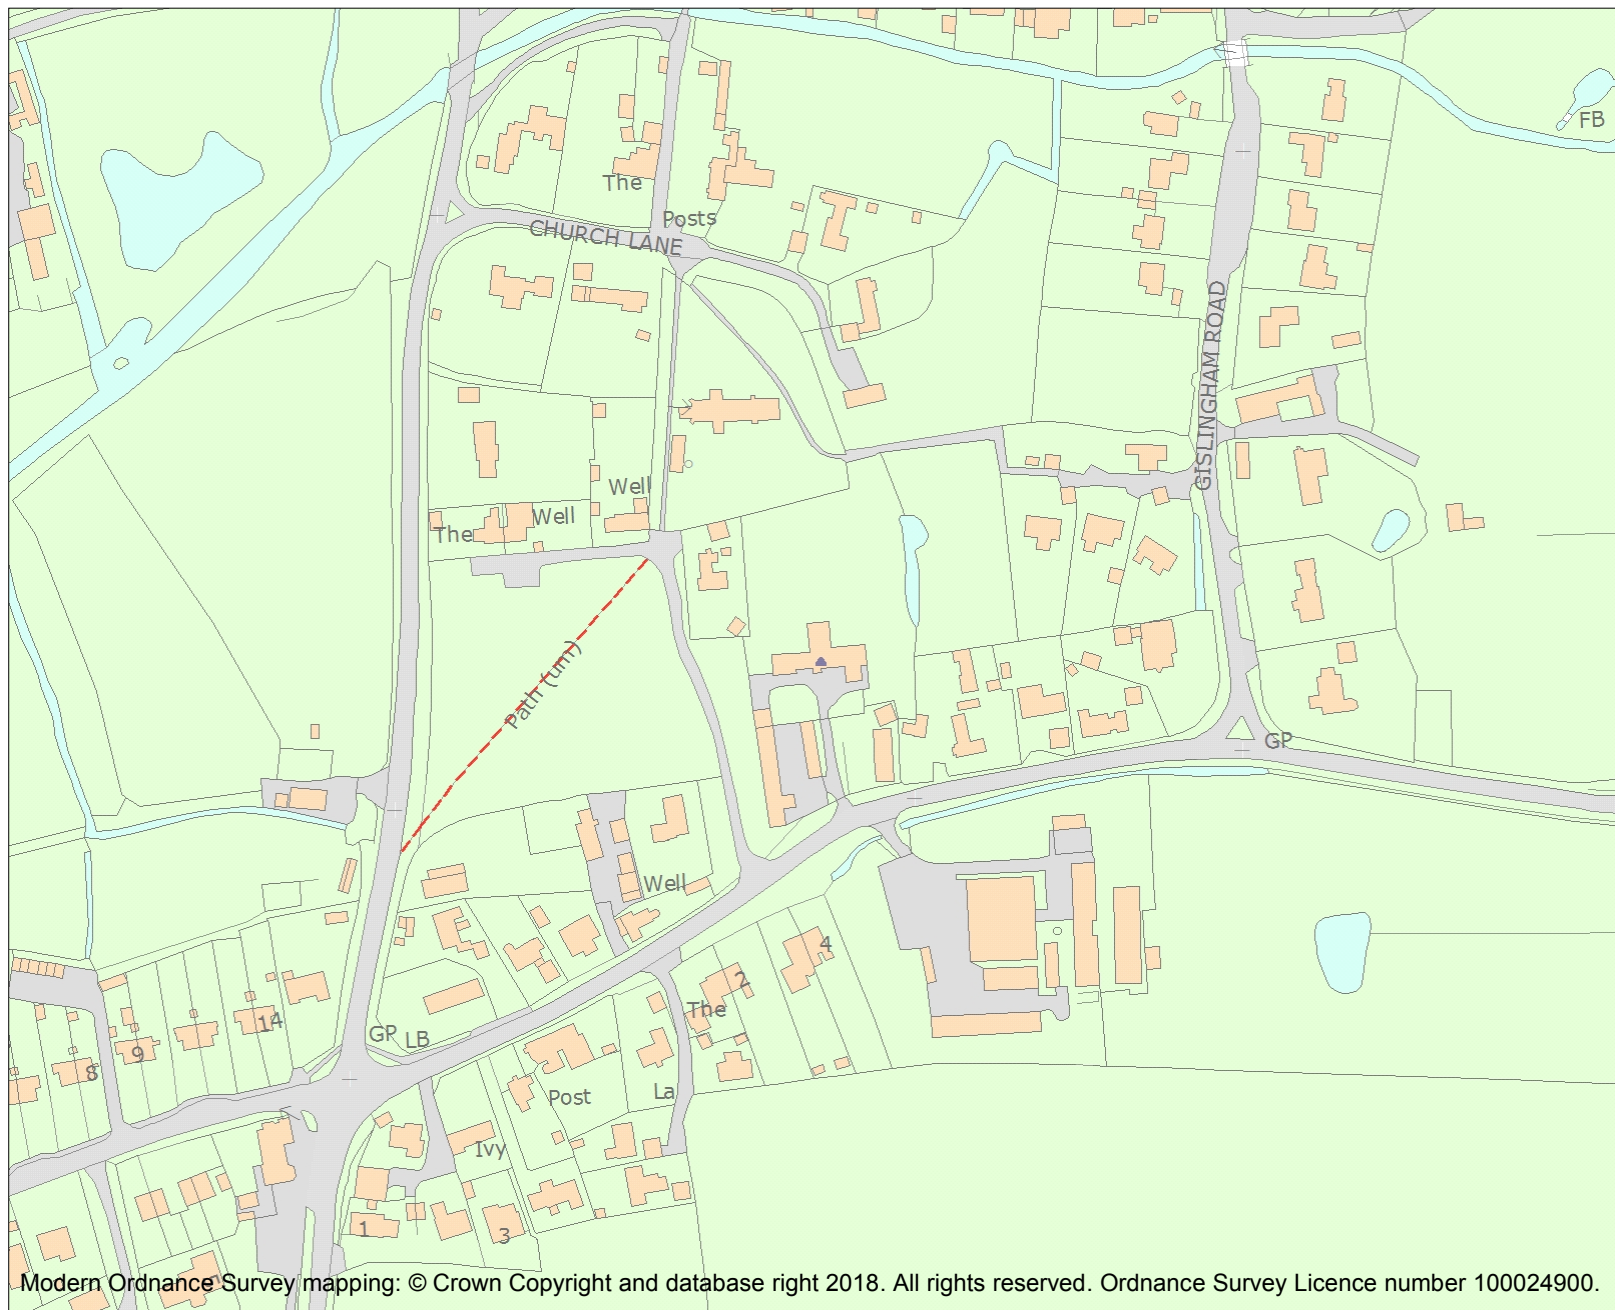 FB
The
Posts
CHURCH LANE
GISLINGHAM ROAD
Well
Well
The
Path (um)
GP
Well
4
2
The
14
GP
LB
9
8
Post
La
Ivy
1
3
Modern Ordnance Survey mapping: © Crown Copyright and database right 2018. All rights reserved. Ordnance Survey Licence number 100024900.